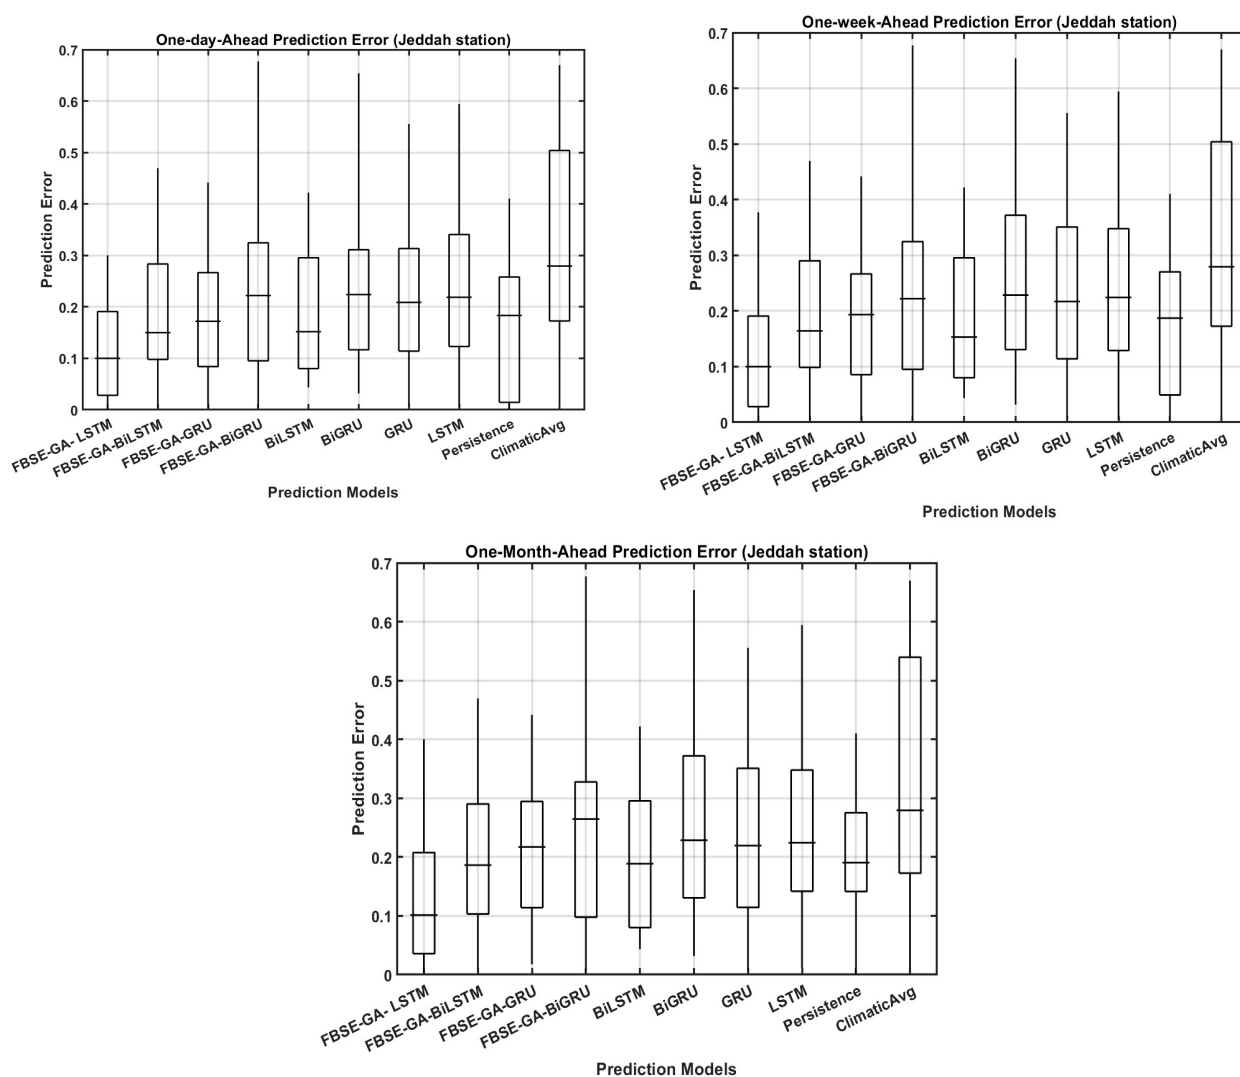 One-day-Ahead Prediction Error (Jeddah station)
0.7
0.6
0.5
0.4
0.3
0.2
0.1
0
Prediction Error
FBSE-GA- LSTM
FBSE-GA-BiLSTM
FBSE-GA-GRU
FBSE-GA-BiGRU
BiLSTM
BiGRU
GRU
LSTM
Persistence
ClimaticAvg
Prediction Models
One-week-Ahead Prediction Error (Jeddah station)
0.7
0.6
0.5
0.4
0.3
0.2
0.1
0
Prediction Error
FBSE-GA- LSTM
FBSE-GA-BiLSTM
FBSE-GA-GRU
FBSE-GA-BiGRU
BiLSTM
BiGRU
GRU
LSTM
Persistence
ClimaticAvg
Prediction Models
One-Month-Ahead Prediction Error (Jeddah station)
0.7
0.6
0.5
0.4
0.3
0.2
0.1
0
Prediction Error
FBSE-GA- LSTM
FBSE-GA-BiLSTM
FBSE-GA-GRU
FBSE-GA-BiGRU
BiLSTM
BiGRU
GRU
LSTM
Persistence
ClimaticAvg
Prediction Models